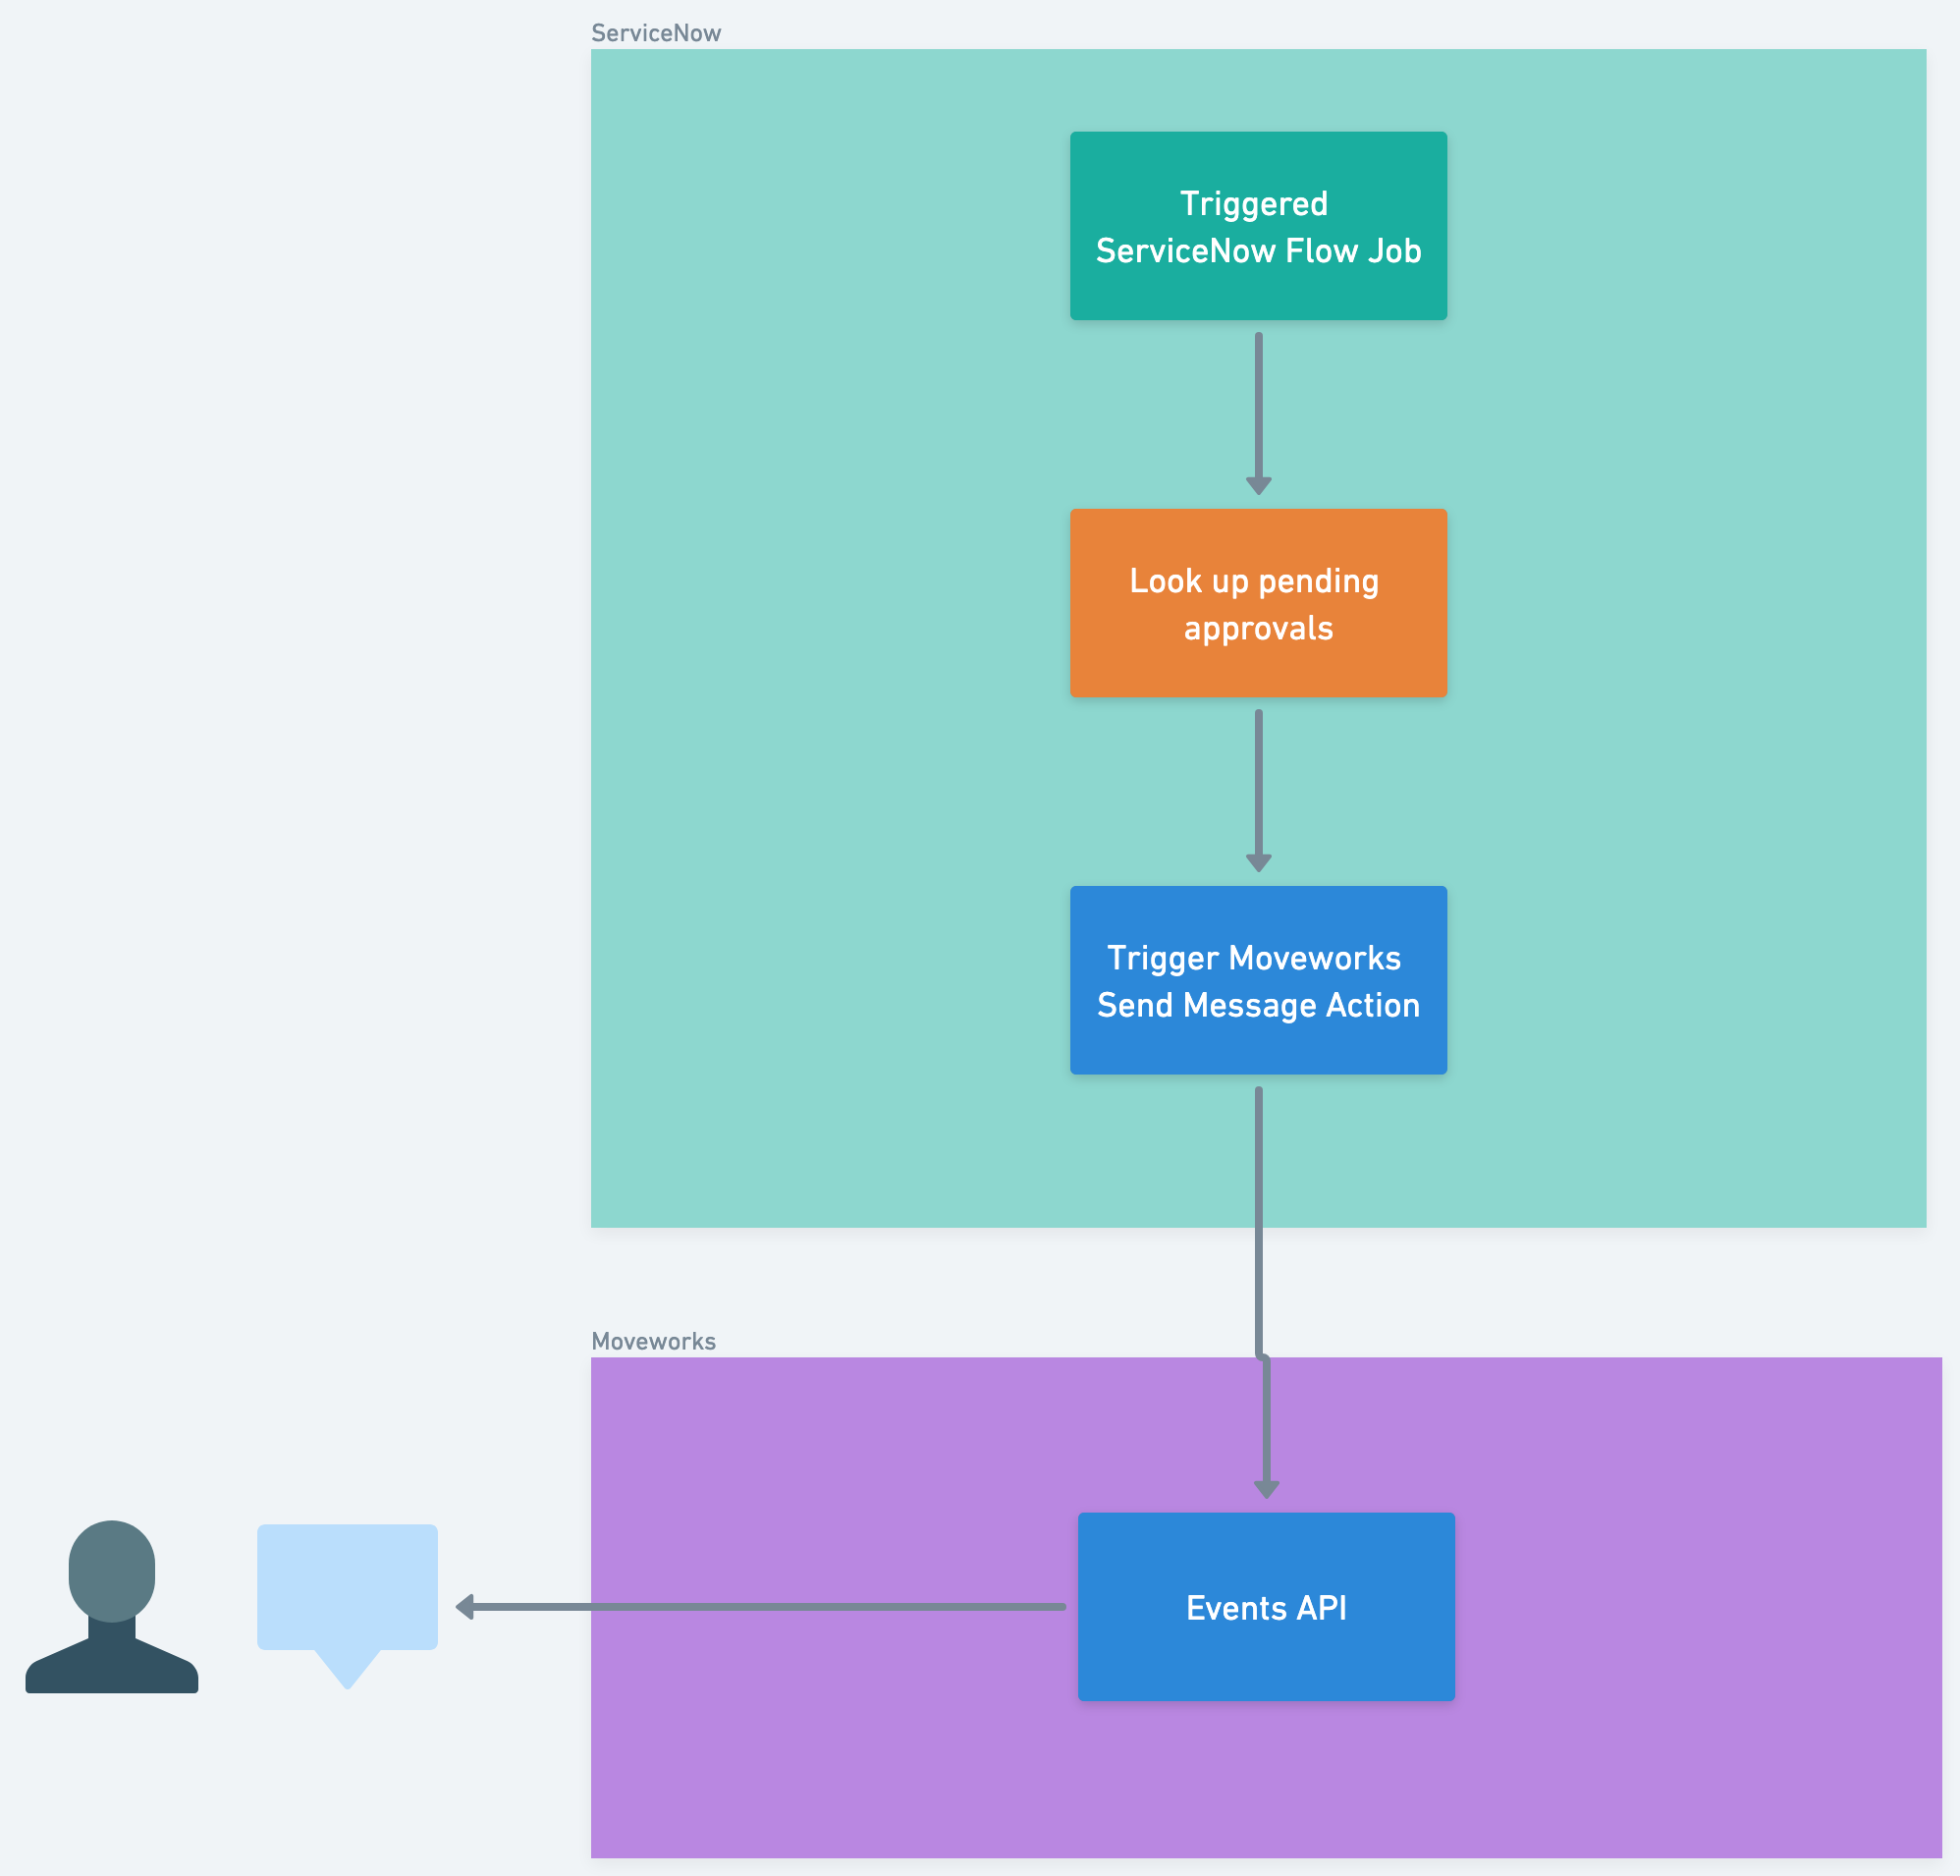 ServiceNow
Triggered
ServiceNow Flow Job
Look up pending
approvals
Trigger Moveworks
Send Message Action
Moveworks
Events API